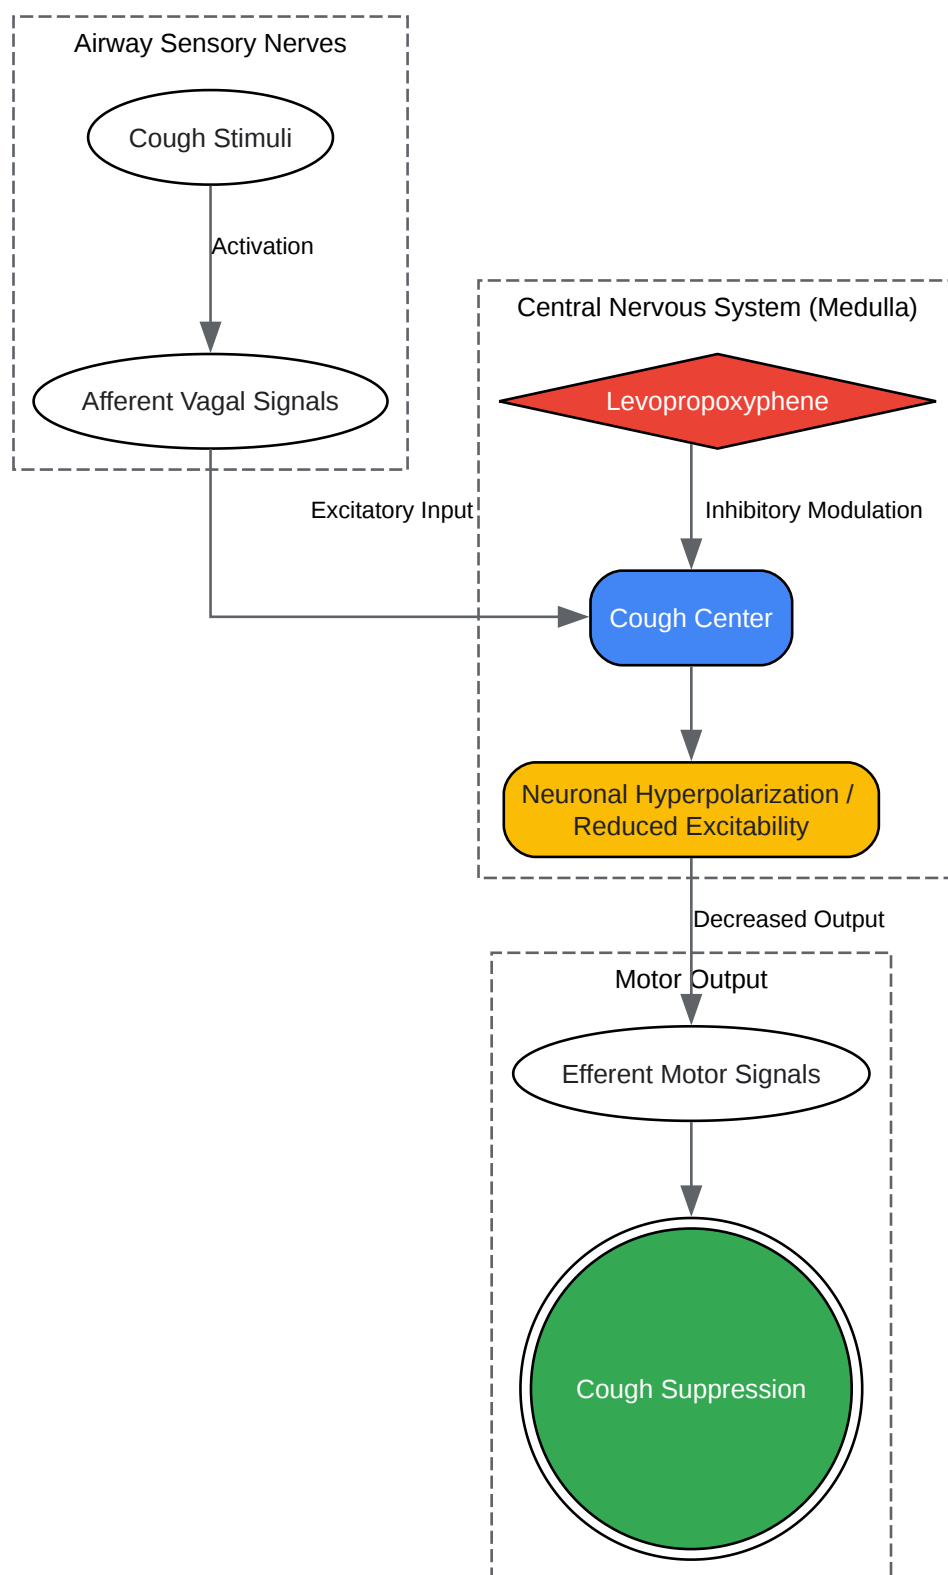 Airway Sensory Nerves
Cough Stimuli
Activation
Afferent Vagal Signals
Excitatory Input
Central Nervous System (Medulla)
Levopropoxyphene
Inhibitory Modulation
Cough Center
Neuronal Hyperpolarization /
Reduced Excitability
Decreased Output
Motor Output
Efferent Motor Signals
Cough Suppression